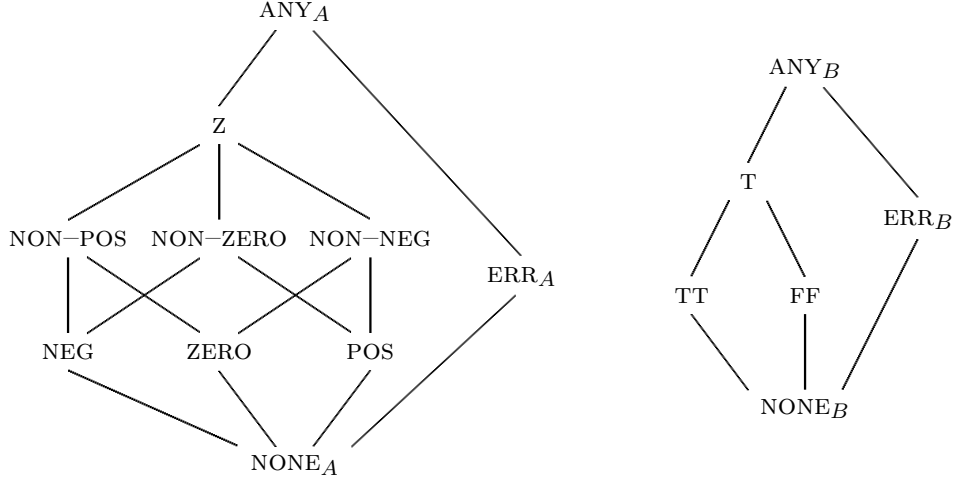 ANY_A
ANY_B
Z
T
NON–POS NON–ZERO NON–NEG
ERR_B
ERR_A
TT FF
NEG ZERO POS
NONE_B
NONE_A